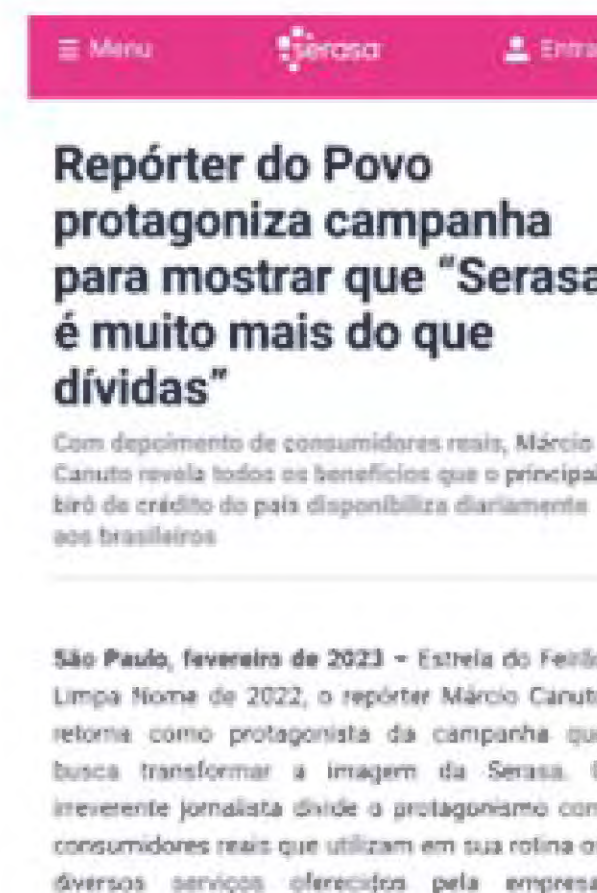 Menu serasa Entra
Repórter do Povo
protagoniza campanha
para mostrar que “Serasa
é muito mais do que
dívidas”
Com depoimento de consumidores reais, Márcio
Canuto revela todos os benefícios que o principal
birô de crédito do país disponibiliza diariamente
aos brasileiros
São Paulo, fevereiro de 2023 – Estrela do Feirão
Limpa Nome de 2022, o repórter Márcio Canuto
retorna como protagonista da campanha que
busca transformar a imagem da Serasa. O
irreverente jornalista divide o protagonismo com
consumidores reais que utilizam em sua rotina os
diversos serviços oferecidos pela empresa